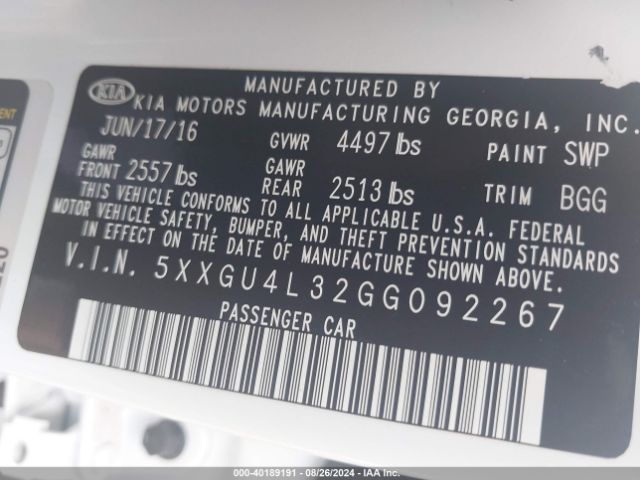 KIA
MANUFACTURED BY
KIA MOTORS MANUFACTURING GEORGIA, INC.
JUN/17/16 GVWR 4497 lbs PAINT SWP
GAWR FRONT 2557 lbs GAWR REAR 2513 lbs TRIM BGG
THIS VEHICLE CONFORMS TO ALL APPLICABLE U.S.A. FEDERAL
MOTOR VEHICLE SAFETY, BUMPER, AND THEFT PREVENTION STANDARDS
IN EFFECT ON THE DATE OF MANUFACTURE SHOWN ABOVE.
V.I.N. 5XXGU4L32GG092267
PASSENGER CAR
000-40189191 - 08/26/2024 - IAA Inc.